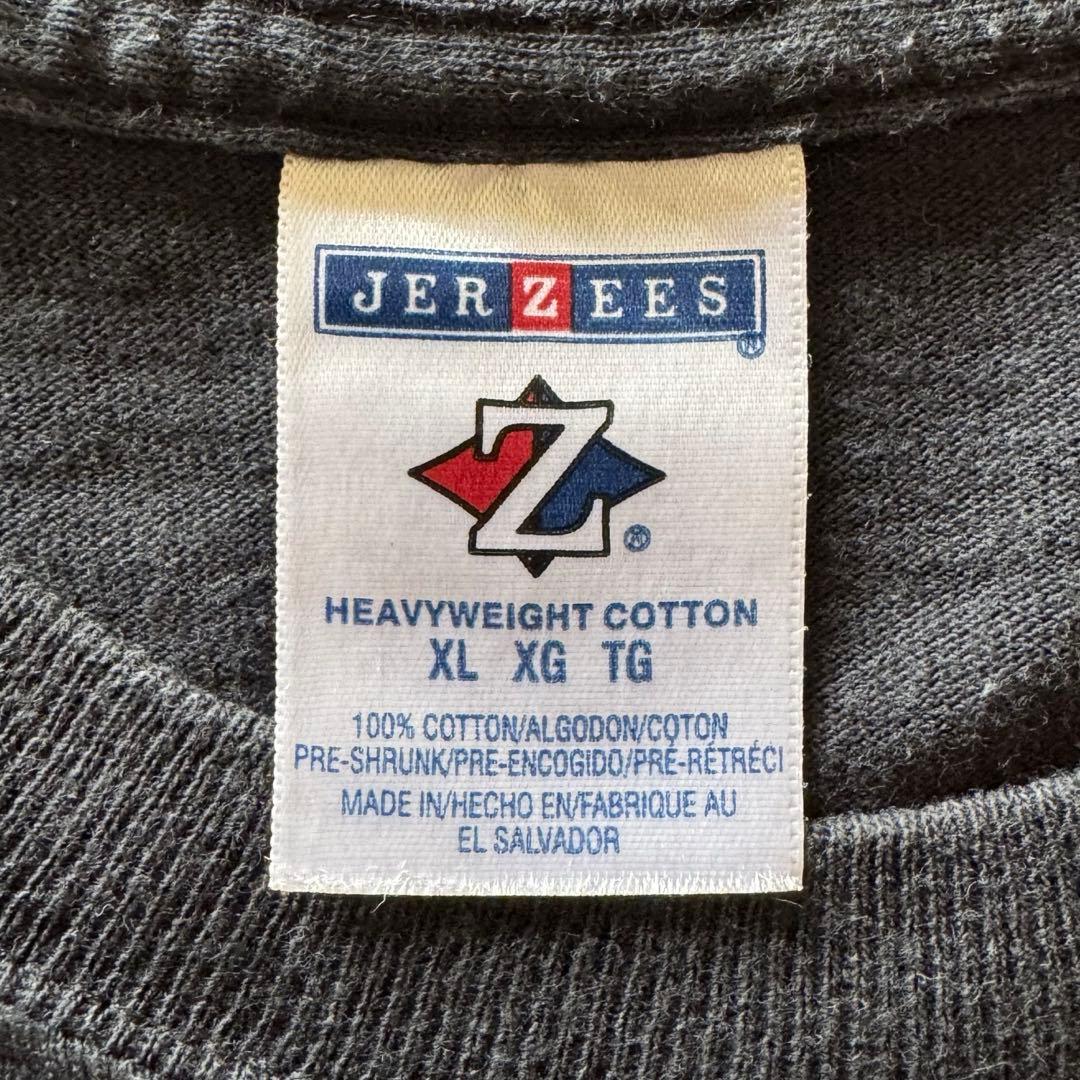 JERZEES®
Z®
HEAVYWEIGHT COTTON
XL XG TG
100% COTTON/ALGODON/COTON
PRE-SHRUNK/PRE-ENCOGIDO/PRÉ-RÉTRÉCI
MADE IN/HECHO EN/FABRIQUE AU
EL SALVADOR